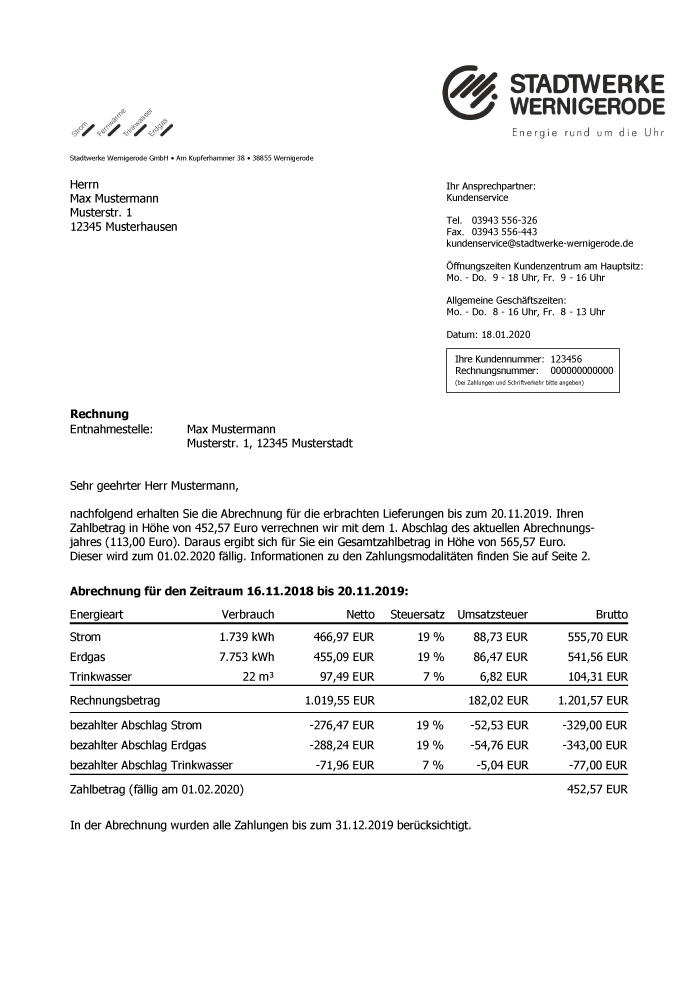 STADTWERKE
WERNIGERODE
Energie rund um die Uhr
Strom Fernwärme Trinkwasser Erdgas
Stadtwerke Wernigerode GmbH • Am Kupferhammer 38 • 38855 Wernigerode
Herrn
Max Mustermann
Musterstr. 1
12345 Musterhausen
Ihr Ansprechpartner:
Kundenservice
Tel. 03943 556-326
Fax. 03943 556-443
kundenservice@stadtwerke-wernigerode.de
Öffnungszeiten Kundenzentrum am Hauptsitz:
Mo. - Do. 9 - 18 Uhr, Fr. 9 - 16 Uhr
Allgemeine Geschäftszeiten:
Mo. - Do. 8 - 16 Uhr, Fr. 8 - 13 Uhr
Datum: 18.01.2020
Ihre Kundennummer: 123456
Rechnungsnummer: 000000000000
(bei Zahlungen und Schriftverkehr bitte angeben)
Rechnung
Entnahmestelle: Max Mustermann
Musterstr. 1, 12345 Musterstadt
Sehr geehrter Herr Mustermann,
nachfolgend erhalten Sie die Abrechnung für die erbrachten Lieferungen bis zum 20.11.2019. Ihren
Zahlbetrag in Höhe von 452,57 Euro verrechnen wir mit dem 1. Abschlag des aktuellen Abrechnungs-
jahres (113,00 Euro). Daraus ergibt sich für Sie ein Gesamtzahlbetrag in Höhe von 565,57 Euro.
Dieser wird zum 01.02.2020 fällig. Informationen zu den Zahlungsmodalitäten finden Sie auf Seite 2.
Abrechnung für den Zeitraum 16.11.2018 bis 20.11.2019:
Energieart Verbrauch Netto Steuersatz Umsatzsteuer Brutto
Strom 1.739 kWh 466,97 EUR 19 % 88,73 EUR 555,70 EUR
Erdgas 7.753 kWh 455,09 EUR 19 % 86,47 EUR 541,56 EUR
Trinkwasser 22 m³ 97,49 EUR 7 % 6,82 EUR 104,31 EUR
Rechnungsbetrag 1.019,55 EUR 182,02 EUR 1.201,57 EUR
bezahlter Abschlag Strom -276,47 EUR 19 % -52,53 EUR -329,00 EUR
bezahlter Abschlag Erdgas -288,24 EUR 19 % -54,76 EUR -343,00 EUR
bezahlter Abschlag Trinkwasser -71,96 EUR 7 % -5,04 EUR -77,00 EUR
Zahlbetrag (fällig am 01.02.2020) 452,57 EUR
In der Abrechnung wurden alle Zahlungen bis zum 31.12.2019 berücksichtigt.